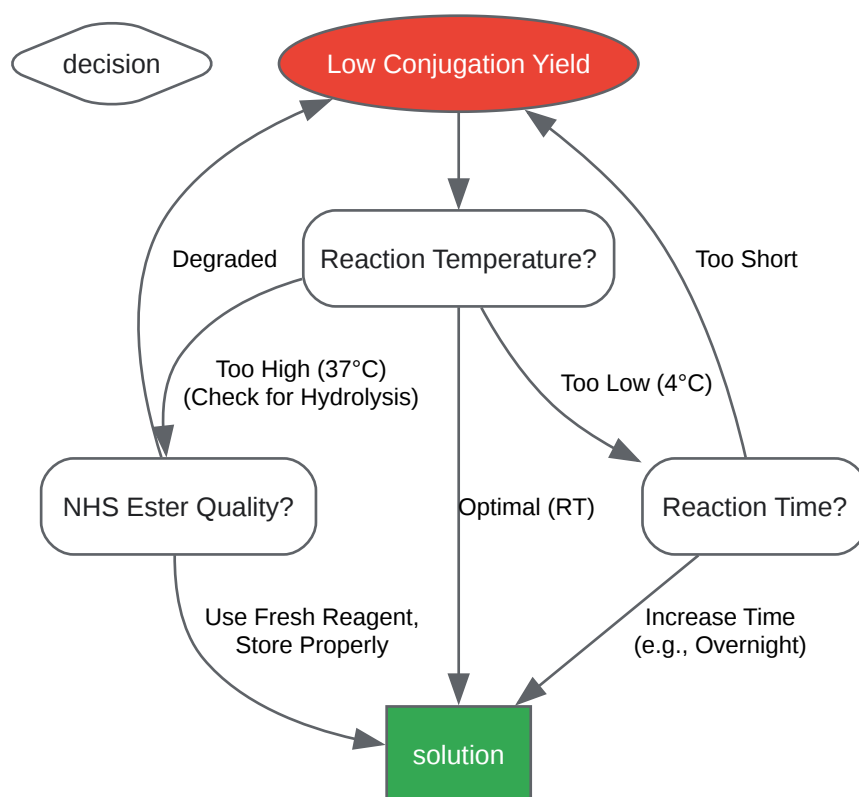 decision
Low Conjugation Yield
Reaction Temperature?
Degraded
Too Short
Too High (37°C)
(Check for Hydrolysis)
Too Low (4°C)
NHS Ester Quality?
Optimal (RT)
Reaction Time?
Use Fresh Reagent,
Store Properly
Increase Time
(e.g., Overnight)
solution